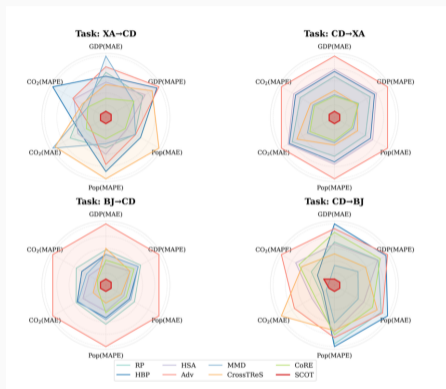 Task: XA→CD
GDP(MAE)
GDP(MAPE)
Pop(MAE)
Pop(MAPE)
CO₂(MAE)
CO₂(MAPE)
Task: CD→XA
GDP(MAE)
GDP(MAPE)
Pop(MAE)
Pop(MAPE)
CO₂(MAE)
CO₂(MAPE)
Task: BJ→CD
GDP(MAE)
GDP(MAPE)
Pop(MAE)
Pop(MAPE)
CO₂(MAE)
CO₂(MAPE)
Task: CD→BJ
GDP(MAE)
GDP(MAPE)
Pop(MAE)
Pop(MAPE)
CO₂(MAE)
CO₂(MAPE)
RP HSA MMD CoRE
HBP Adv CrossTReS SCOT